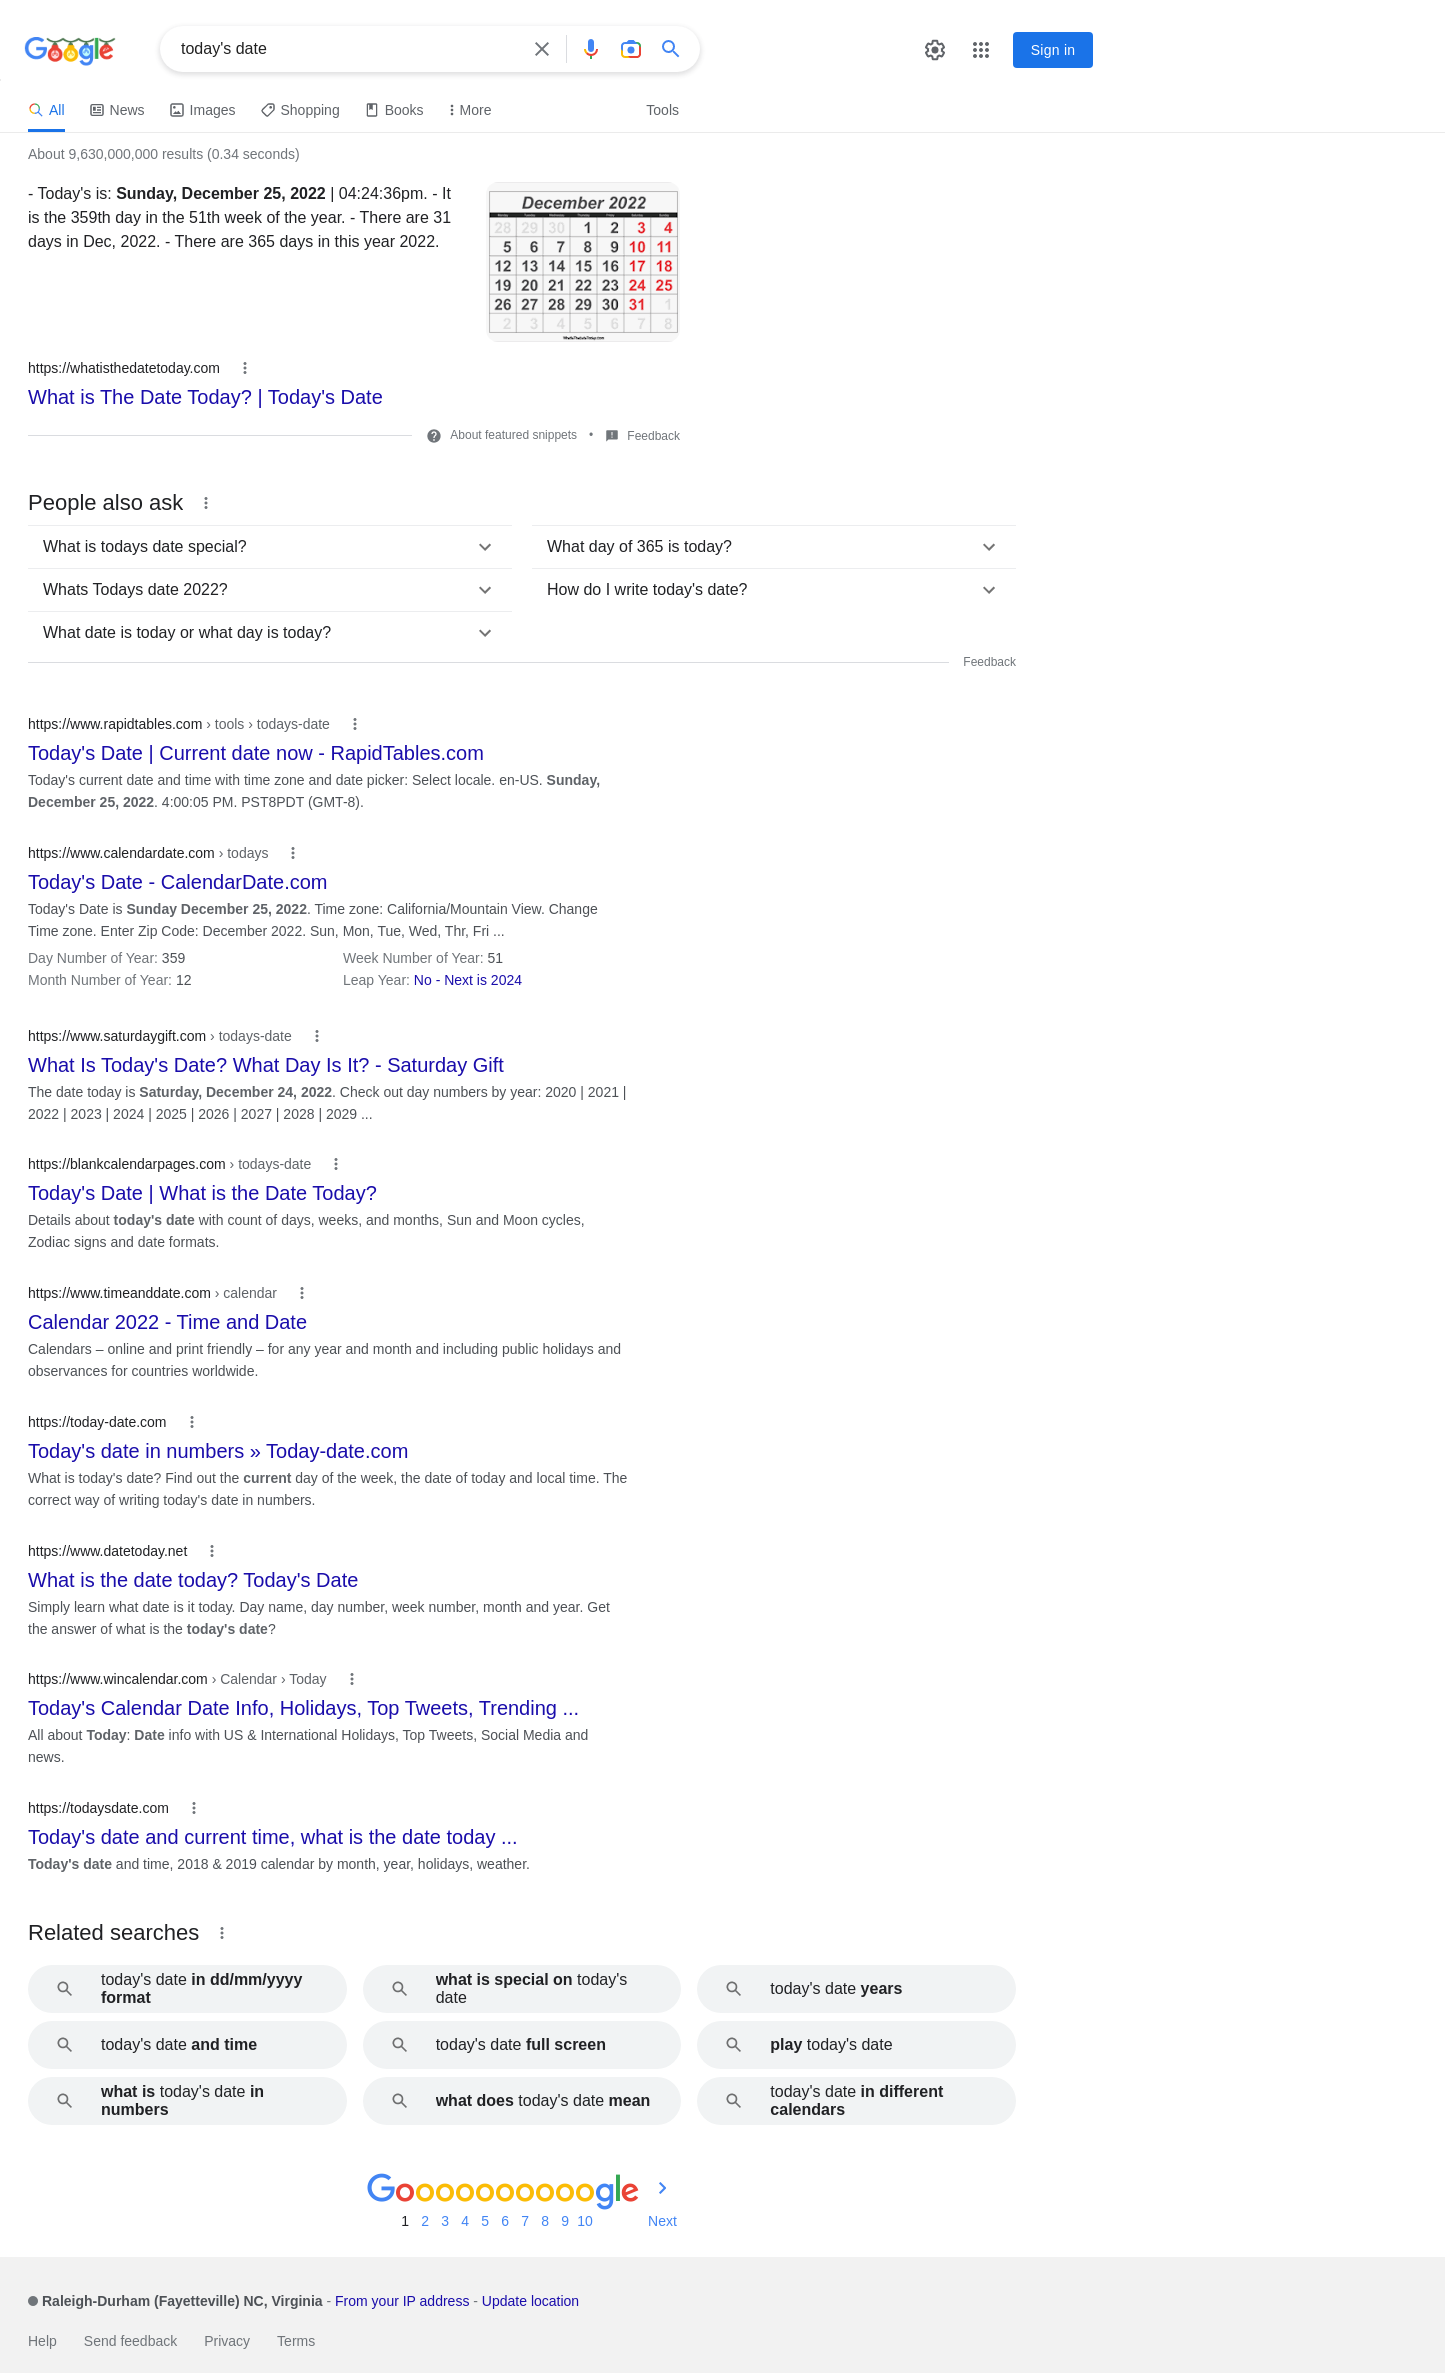 Google
today's date
Sign in
All News Images Shopping Books More Tools
About 9,630,000,000 results (0.34 seconds)
- Today's is: Sunday, December 25, 2022 | 04:24:36pm. - It
is the 359th day in the 51th week of the year. - There are 31
days in Dec, 2022. - There are 365 days in this year 2022.
December 2022
Monday Tuesday Wednesday Thursday Friday Saturday Sunday
28 29 30 1 2 3 4
5 6 7 8 9 10 11
12 13 14 15 16 17 18
19 20 21 22 23 24 25
26 27 28 29 30 31 1
2 3 4 5 6 7 8
https://whatisthedatetoday.com
What is The Date Today? | Today's Date
About featured snippets • Feedback
People also ask
What is todays date special?
What day of 365 is today?
Whats Todays date 2022?
How do I write today's date?
What date is today or what day is today?
Feedback
https://www.rapidtables.com › tools › todays-date
Today's Date | Current date now - RapidTables.com
Today's current date and time with time zone and date picker: Select locale. en-US. Sunday,
December 25, 2022. 4:00:05 PM. PST8PDT (GMT-8).
https://www.calendardate.com › todays
Today's Date - CalendarDate.com
Today's Date is Sunday December 25, 2022. Time zone: California/Mountain View. Change
Time zone. Enter Zip Code: December 2022. Sun, Mon, Tue, Wed, Thr, Fri ...
Day Number of Year: 359 Week Number of Year: 51
Month Number of Year: 12 Leap Year: No - Next is 2024
https://www.saturdaygift.com › todays-date
What Is Today's Date? What Day Is It? - Saturday Gift
The date today is Saturday, December 24, 2022. Check out day numbers by year: 2020 | 2021 |
2022 | 2023 | 2024 | 2025 | 2026 | 2027 | 2028 | 2029 ...
https://blankcalendarpages.com › todays-date
Today's Date | What is the Date Today?
Details about today's date with count of days, weeks, and months, Sun and Moon cycles,
Zodiac signs and date formats.
https://www.timeanddate.com › calendar
Calendar 2022 - Time and Date
Calendars – online and print friendly – for any year and month and including public holidays and
observances for countries worldwide.
https://today-date.com
Today's date in numbers » Today-date.com
What is today's date? Find out the current day of the week, the date of today and local time. The
correct way of writing today's date in numbers.
https://www.datetoday.net
What is the date today? Today's Date
Simply learn what date is it today. Day name, day number, week number, month and year. Get
the answer of what is the today's date?
https://www.wincalendar.com › Calendar › Today
Today's Calendar Date Info, Holidays, Top Tweets, Trending ...
All about Today: Date info with US & International Holidays, Top Tweets, Social Media and
news.
https://todaysdate.com
Today's date and current time, what is the date today ...
Today's date and time, 2018 & 2019 calendar by month, year, holidays, weather.
Related searches
today's date in dd/mm/yyyy
format
what is special on today's
date
today's date years
today's date and time
today's date full screen
play today's date
what is today's date in
numbers
what does today's date mean
today's date in different
calendars
Goooooooooogle
1 2 3 4 5 6 7 8 9 10 Next
Raleigh-Durham (Fayetteville) NC, Virginia - From your IP address - Update location
Help Send feedback Privacy Terms